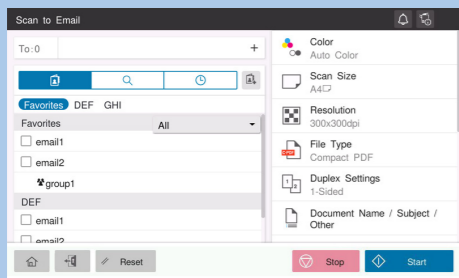 Scan to Email
To:0 +
Favorites DEF GHI
Favorites All
email1
email2
group1
DEF
email1
email2
Color
Auto Color
Scan Size
A4
Resolution
300x300dpi
File Type
Compact PDF
Duplex Settings
1-Sided
Document Name / Subject /
Other
Reset
Stop
Start